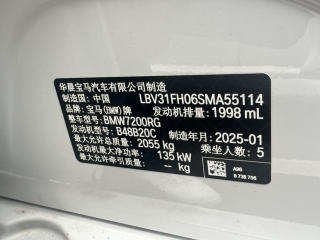 华晨宝马汽车有限公司制造
制造国：中国 LBV31FH06SMA55114
品牌：宝马(BMW)牌 发动机排量：1998 mL
整车型号：BMW7200RG
发动机型号：B48B20C 制造年月：2025-01
最大允许总质量：2055 kg 乘坐人数：5
发动机最大净功率：135 kW
最大允许牵引质量：-- kg
A96
8 738 756